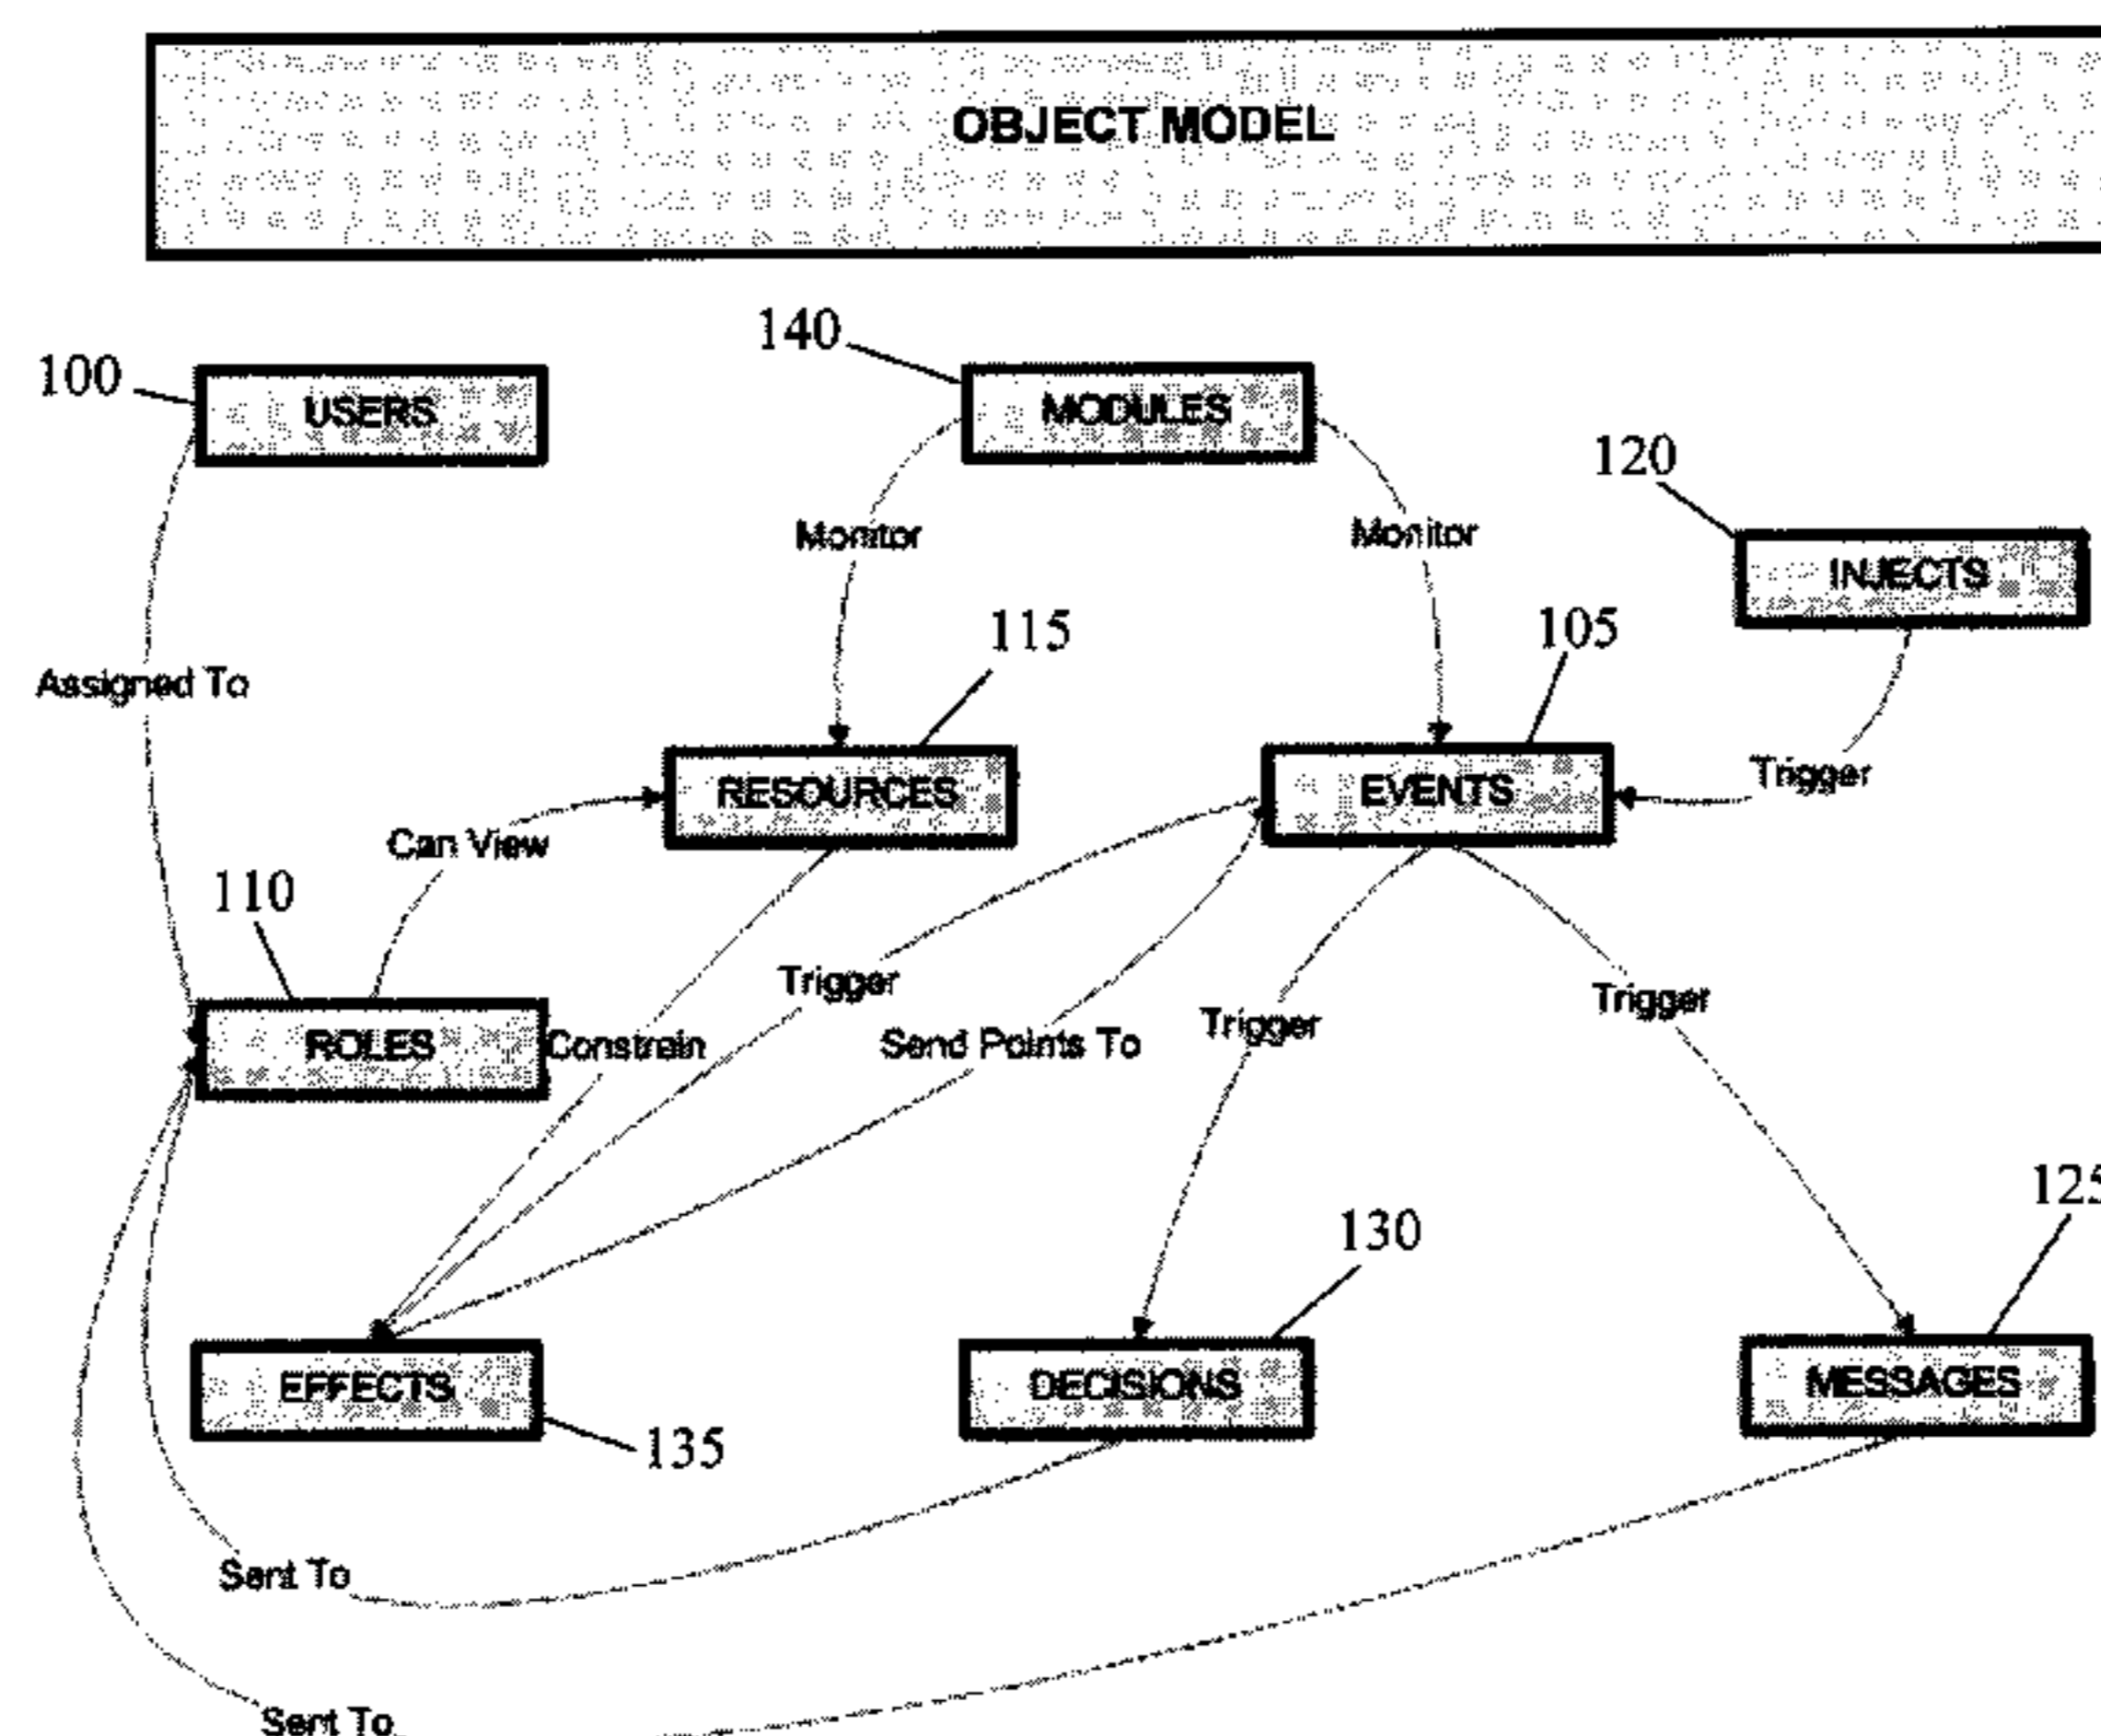 OBJECT MODEL
140
100
USERS
MODULES
120
Monitor
Monitor
INJECTS
115
105
Assigned To
RESOURCES
EVENTS
Trigger
Can View
110
Trigger
Trigger
Trigger
ROLES
Constrain
Send Points To
125
130
EFFECTS
DECISIONS
MESSAGES
135
Sent To
Sent To